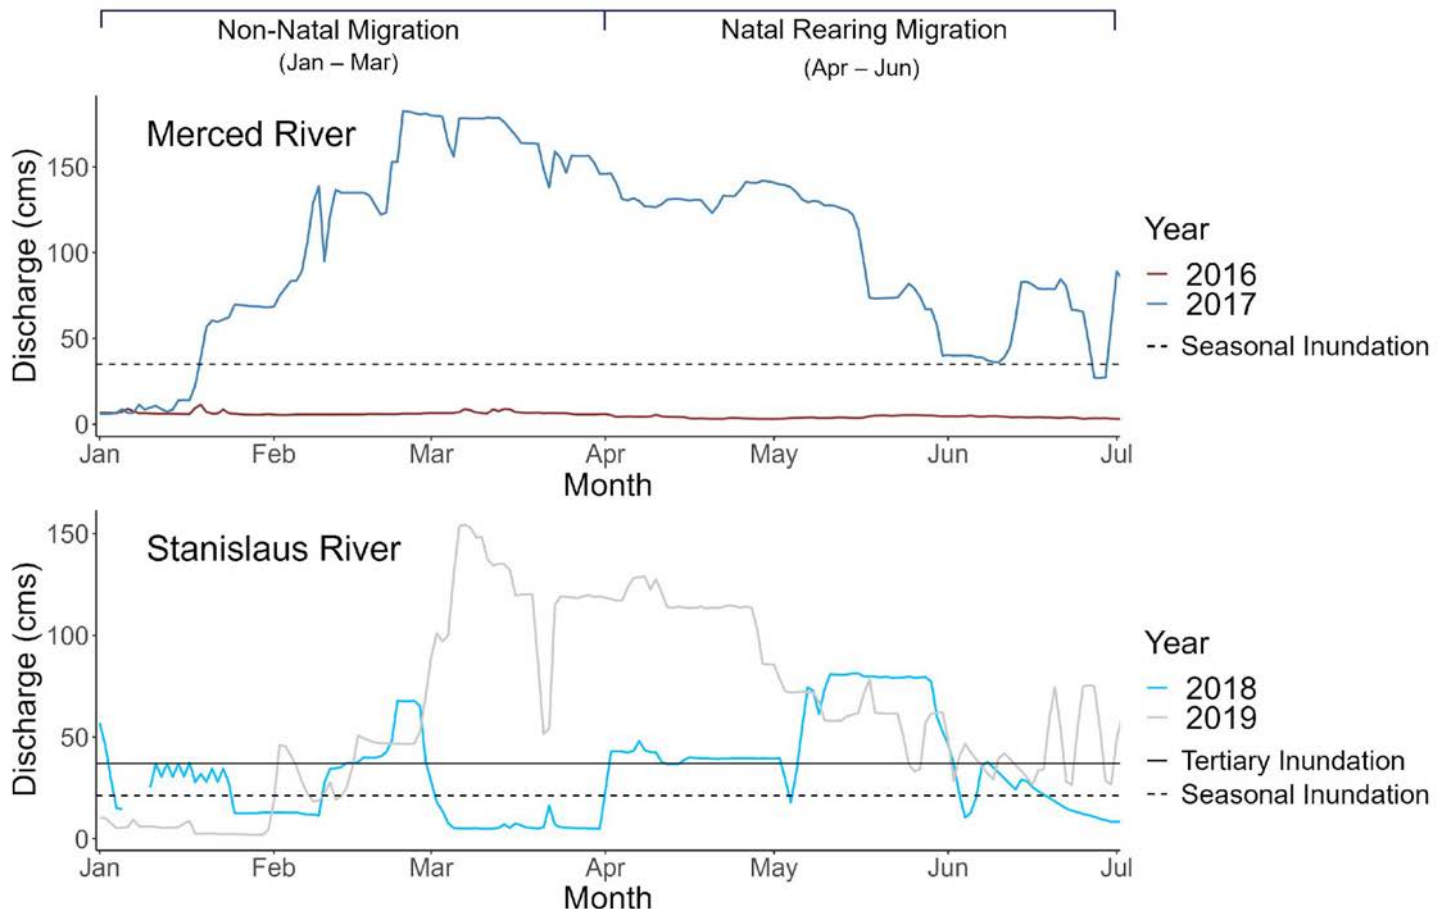 Non-Natal Migration
(Jan – Mar)
Natal Rearing Migration
(Apr – Jun)
Merced River
Discharge (cms)
150
100
50
0
Jan Feb Mar Apr May Jun Jul
Month
Year
2016
2017
Seasonal Inundation
Stanislaus River
Discharge (cms)
150
100
50
0
Jan Feb Mar Apr May Jun Jul
Month
Year
2018
2019
Tertiary Inundation
Seasonal Inundation